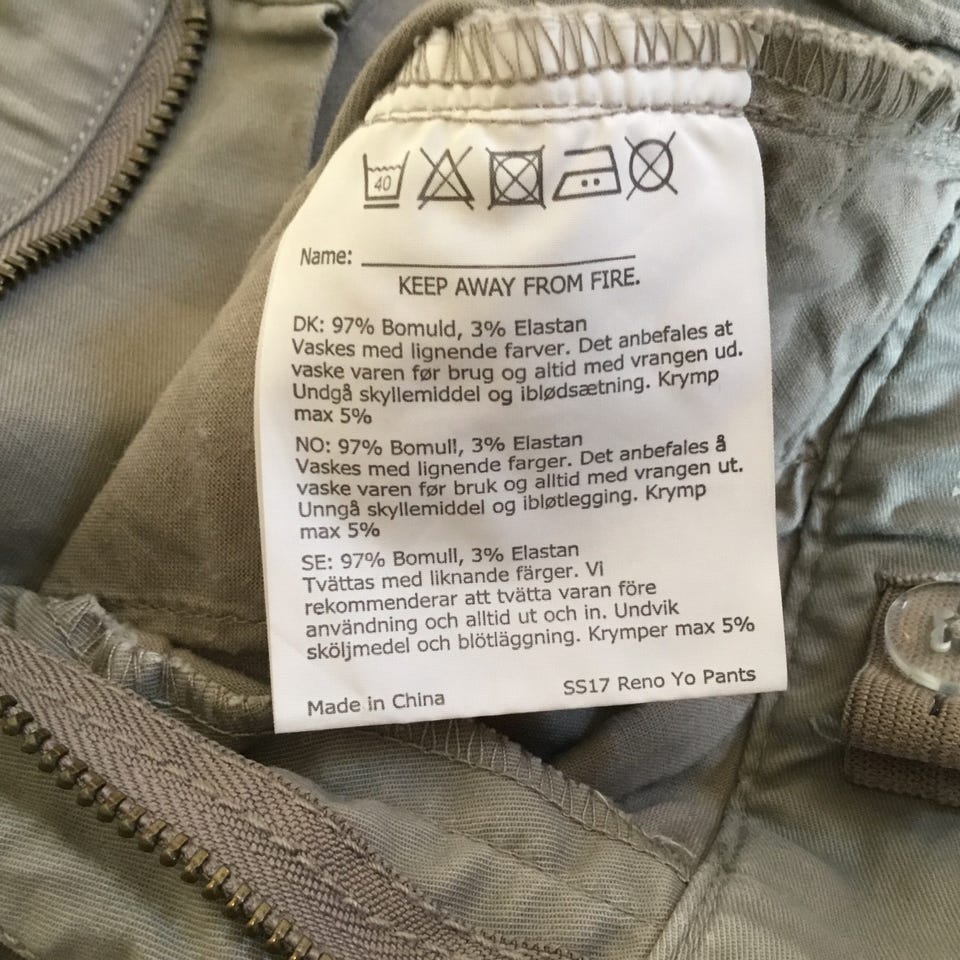 40
Name:
KEEP AWAY FROM FIRE.
DK: 97% Bomuld, 3% Elastan
Vaskes med lignende farver. Det anbefales at
vaske varen før brug og altid med vrangen ud.
Undgå skyllemiddel og iblødsætning. Krymp
max 5%
NO: 97% Bomull, 3% Elastan
Vaskes med lignende farger. Det anbefales å
vaske varen før bruk og alltid med vrangen ut.
Unngå skyllemiddel og ibløtlegging. Krymp
max 5%
SE: 97% Bomull, 3% Elastan
Tvättas med liknande färger. Vi
rekommenderar att tvätta varan före
användning och alltid ut och in. Undvik
sköljmedel och blötläggning. Krymper max 5%
Made in China
SS17 Reno Yo Pants